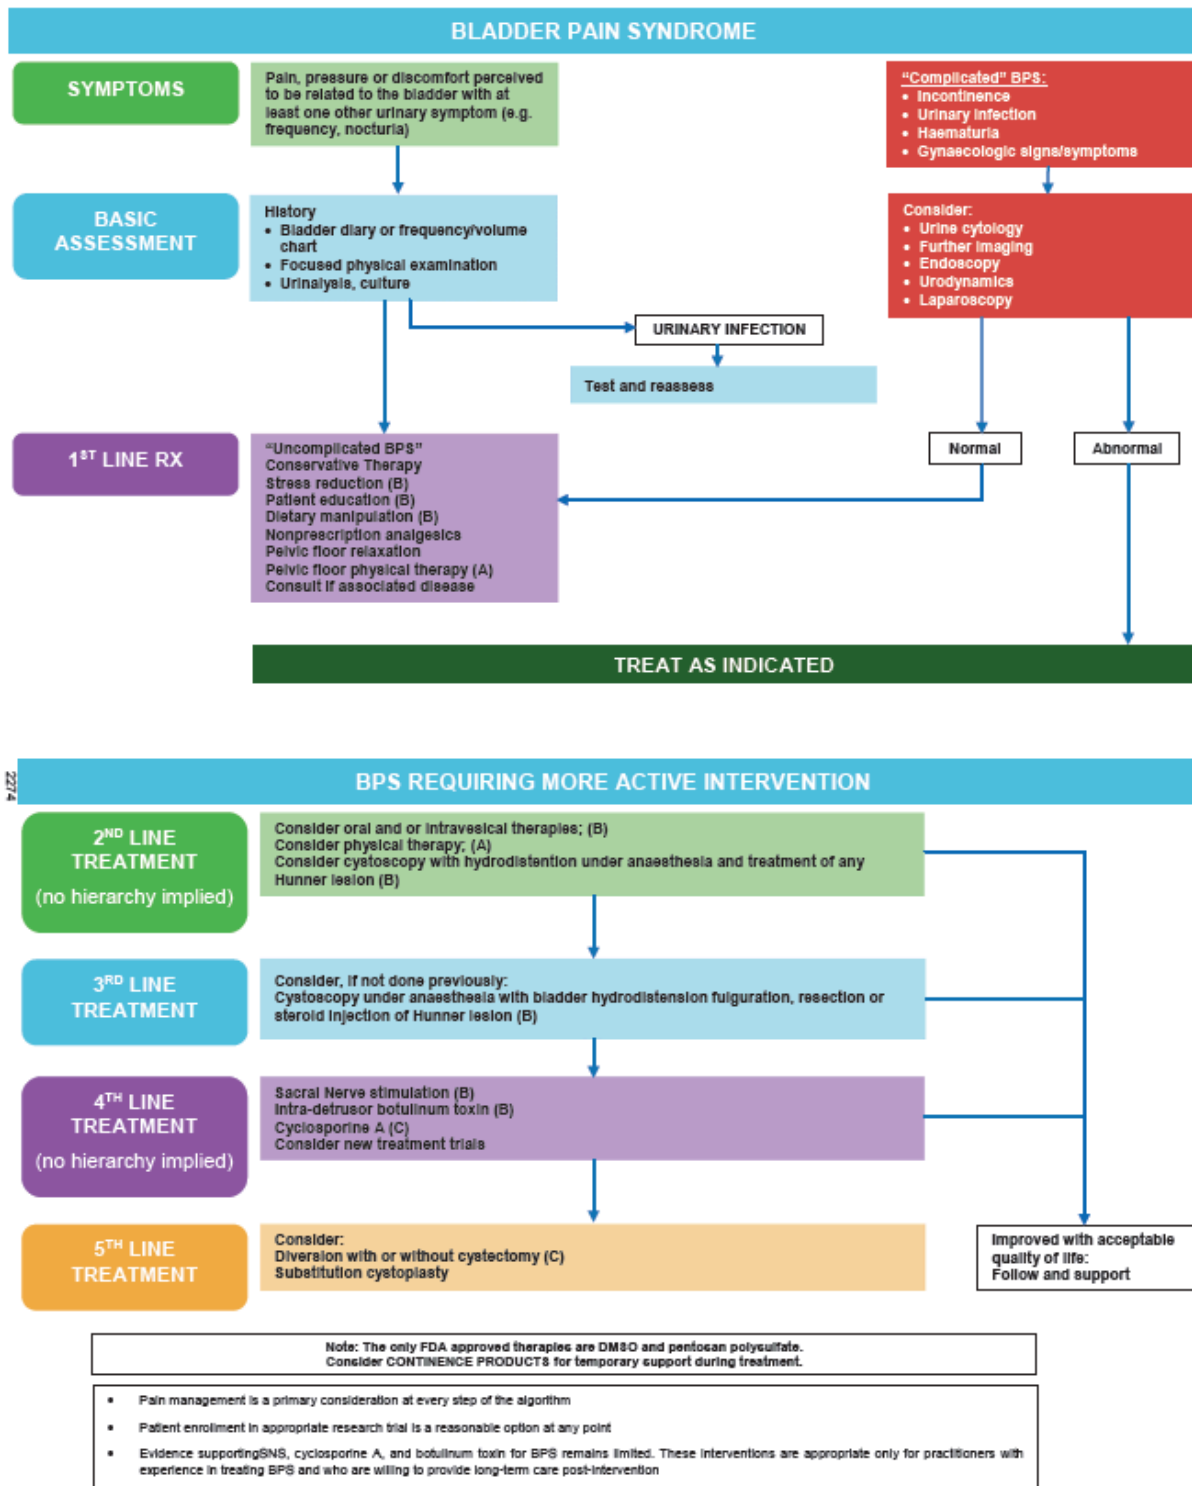 BLADDER PAIN SYNDROME
SYMPTOMS
Pain, pressure or discomfort perceived
to be related to the bladder with at
least one other urinary symptom (e.g.
frequency, nocturia)
"Complicated" BPS:
• Incontinence
• Urinary infection
• Haematuria
• Gynaecologic signs/symptoms
BASIC
ASSESSMENT
History
• Bladder diary or frequency/volume
chart
• Focused physical examination
• Urinalysis, culture
Consider:
• Urine cytology
• Further imaging
• Endoscopy
• Urodynamics
• Laparoscopy
URINARY INFECTION
Test and reassess
1ST LINE RX
"Uncomplicated BPS"
Conservative Therapy
Stress reduction (B)
Patient education (B)
Dietary manipulation (B)
Nonprescription analgesics
Pelvic floor relaxation
Pelvic floor physical therapy (A)
Consult if associated disease
Normal
Abnormal
TREAT AS INDICATED
2274
BPS REQUIRING MORE ACTIVE INTERVENTION
2ND LINE
TREATMENT
(no hierarchy implied)
Consider oral and or intravesical therapies; (B)
Consider physical therapy; (A)
Consider cystoscopy with hydrodistention under anaesthesia and treatment of any
Hunner lesion (B)
3RD LINE
TREATMENT
Consider, if not done previously:
Cystoscopy under anaesthesia with bladder hydrodistension fulguration, resection or
steroid injection of Hunner lesion (B)
4TH LINE
TREATMENT
(no hierarchy implied)
Sacral Nerve stimulation (B)
Intra-detrusor botulinum toxin (B)
Cyclosporine A (C)
Consider new treatment trials
5TH LINE
TREATMENT
Consider:
Diversion with or without cystectomy (C)
Substitution cystoplasty
Improved with acceptable
quality of life:
Follow and support
Note: The only FDA approved therapies are DMSO and pentosan polysulfate.
Consider CONTINENCE PRODUCTS for temporary support during treatment.
• Pain management is a primary consideration at every step of the algorithm
• Patient enrollment in appropriate research trial is a reasonable option at any point
• Evidence supportingSNS, cyclosporine A, and botulinum toxin for BPS remains limited. These interventions are appropriate only for practitioners with
experience in treating BPS and who are willing to provide long-term care post-intervention